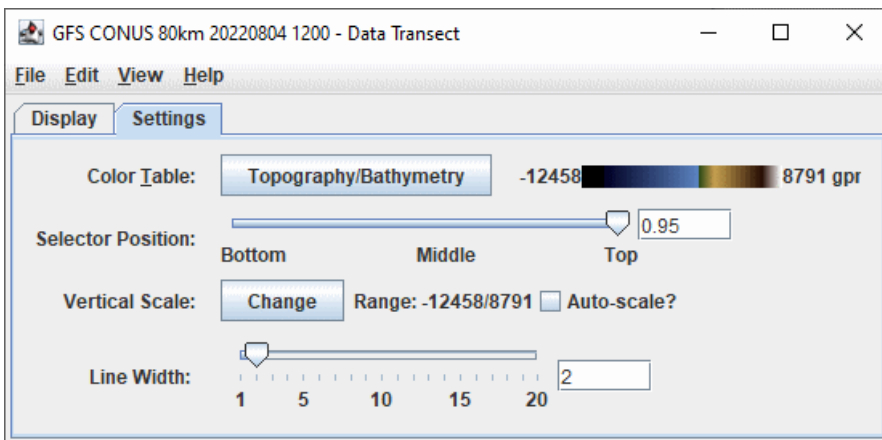 GFS CONUS 80km 20220804 1200 - Data Transect
File Edit View Help
Display Settings
Color Table: Topography/Bathymetry -12458 8791 gpr
Selector Position: 0.95
Bottom Middle Top
Vertical Scale: Change Range: -12458/8791 Auto-scale?
Line Width: 2
1 5 10 15 20